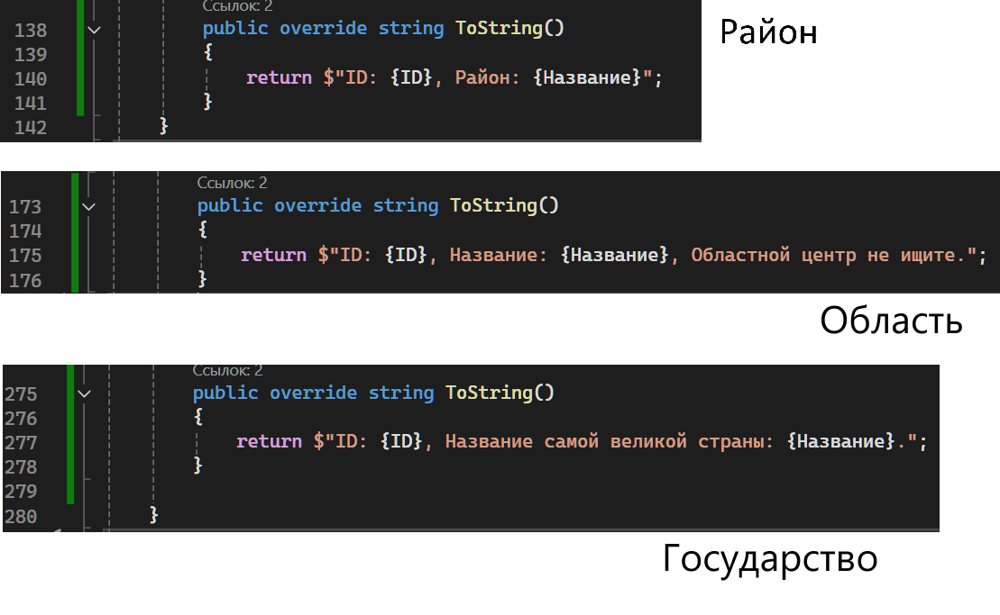 Ссылок: 2
138 public override string ToString()
139 {
140 return $"ID: {ID}, Район: {Название}";
141 }
142 }
Район
Ссылок: 2
173 public override string ToString()
174 {
175 return $"ID: {ID}, Название: {Название}, Областной центр не ищите.";
176 }
Область
Ссылок: 2
275 public override string ToString()
276 {
277 return $"ID: {ID}, Название самой великой страны: {Название}.";
278 }
279
280 }
Государство